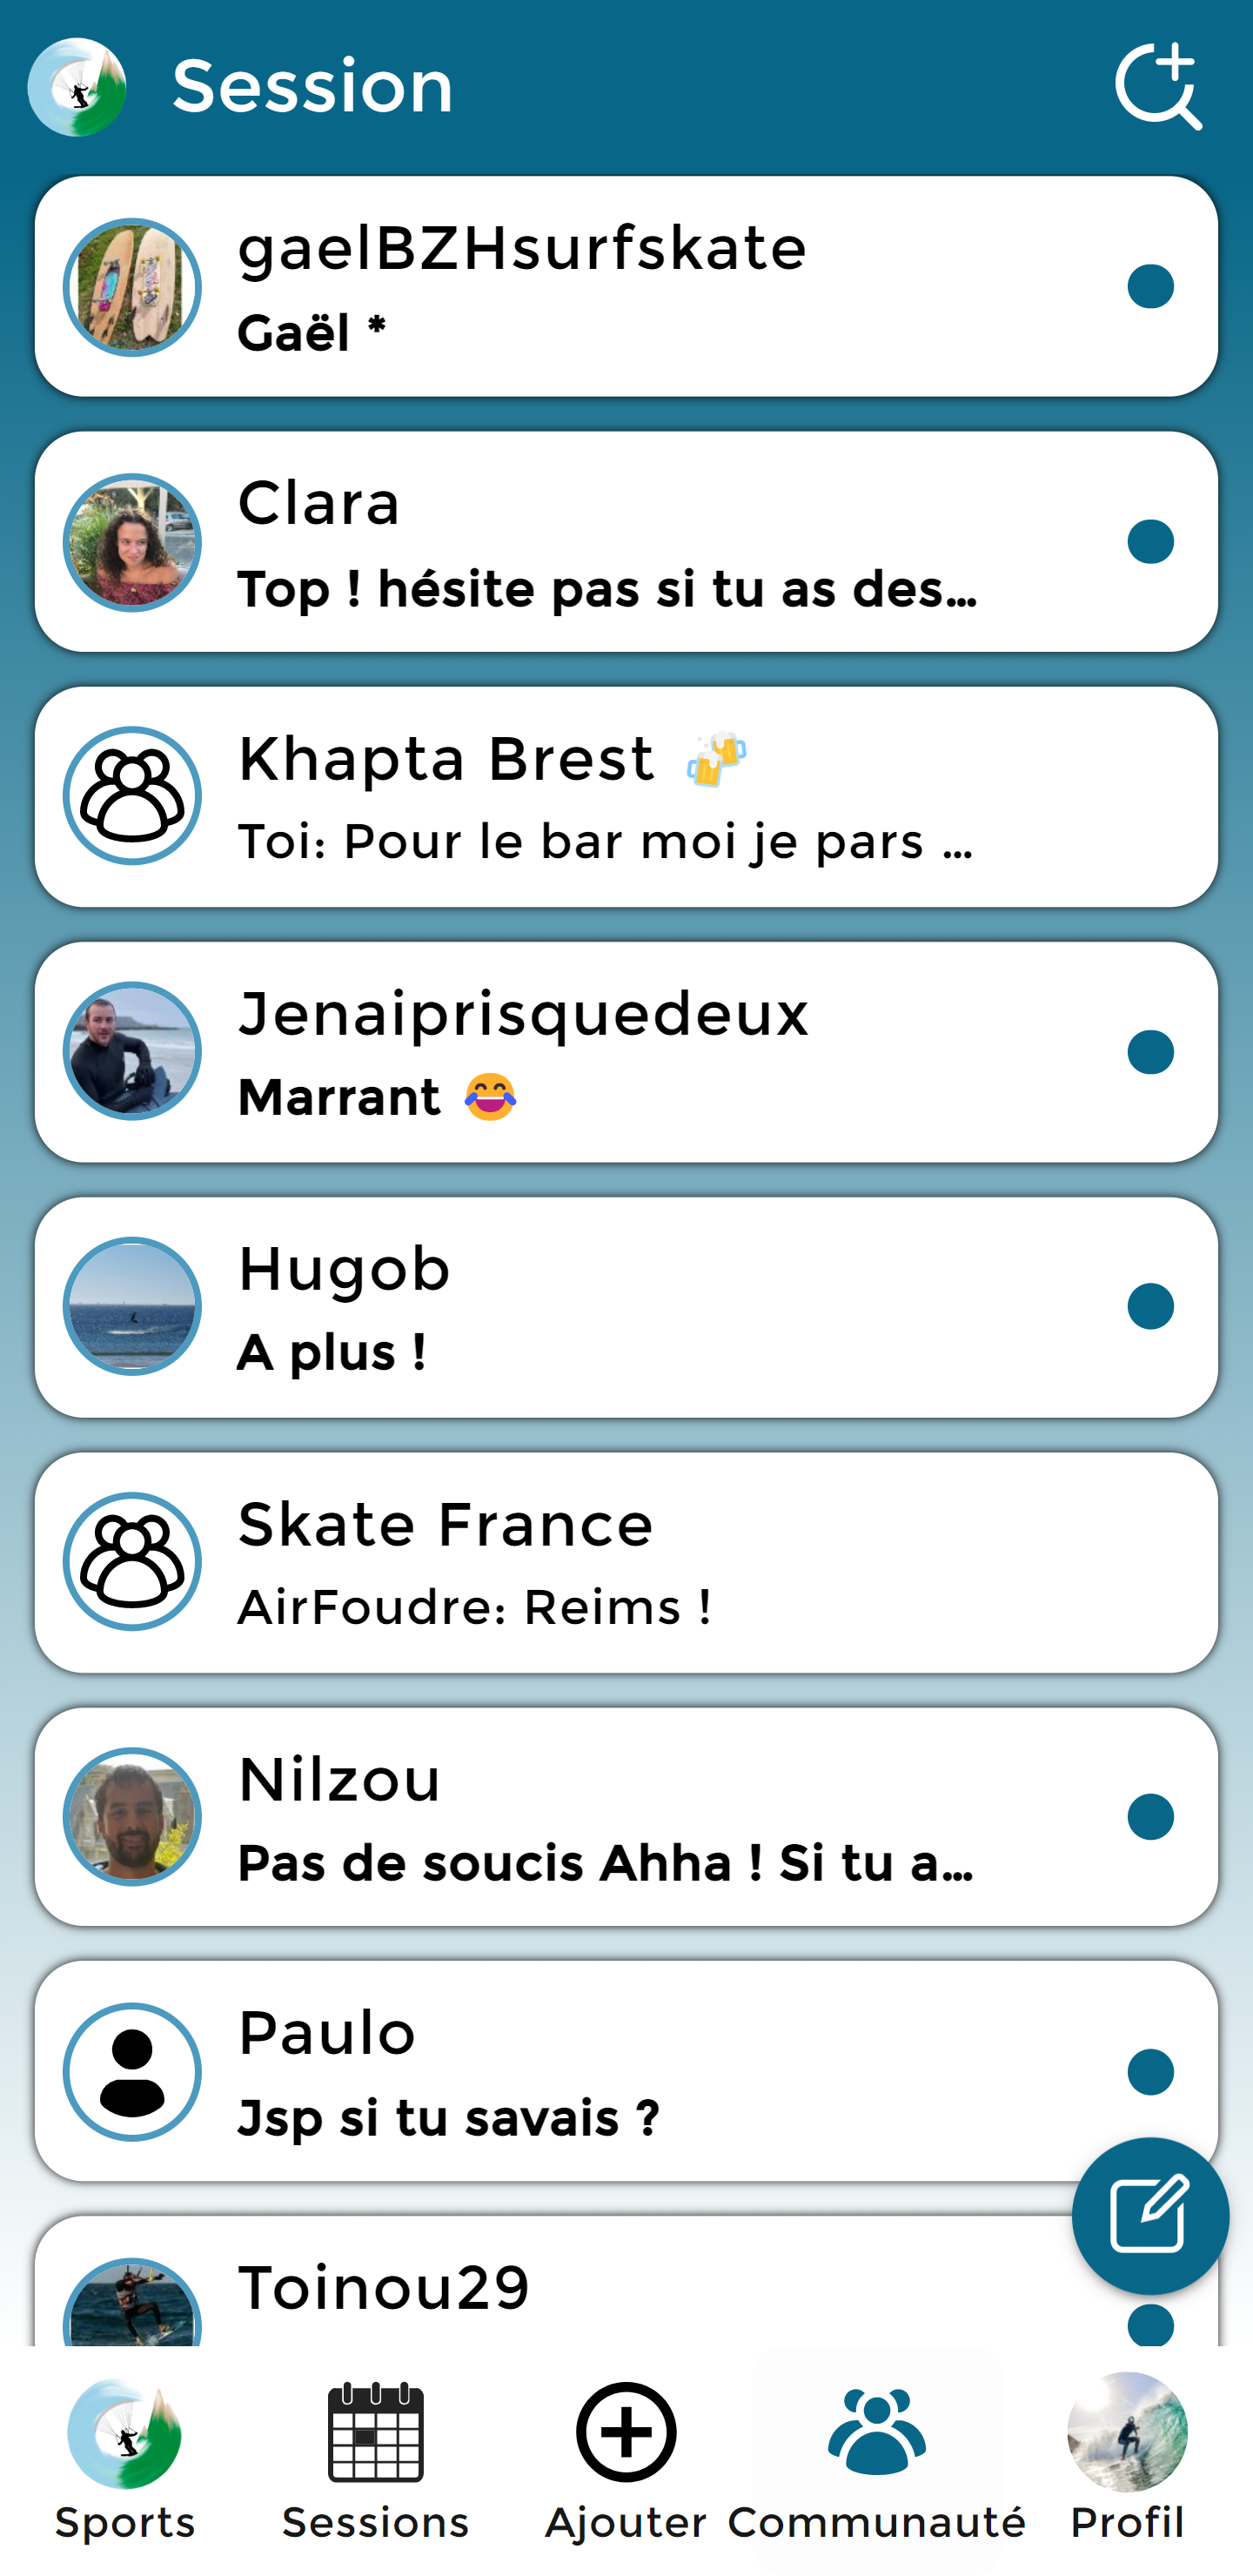 Session
gaelBZHsurfskate
Gaël *
Clara
Top ! hésite pas si tu as des...
Khapta Brest 🍻
Toi: Pour le bar moi je pars ...
Jenaiprisquedeux
Marrant 😂
Hugob
A plus !
Skate France
AirFoudre: Reims !
Nilzou
Pas de soucis Ahha ! Si tu a...
Paulo
Jsp si tu savais ?
Toinou29
Sports
Sessions
Ajouter
Communauté
Profil